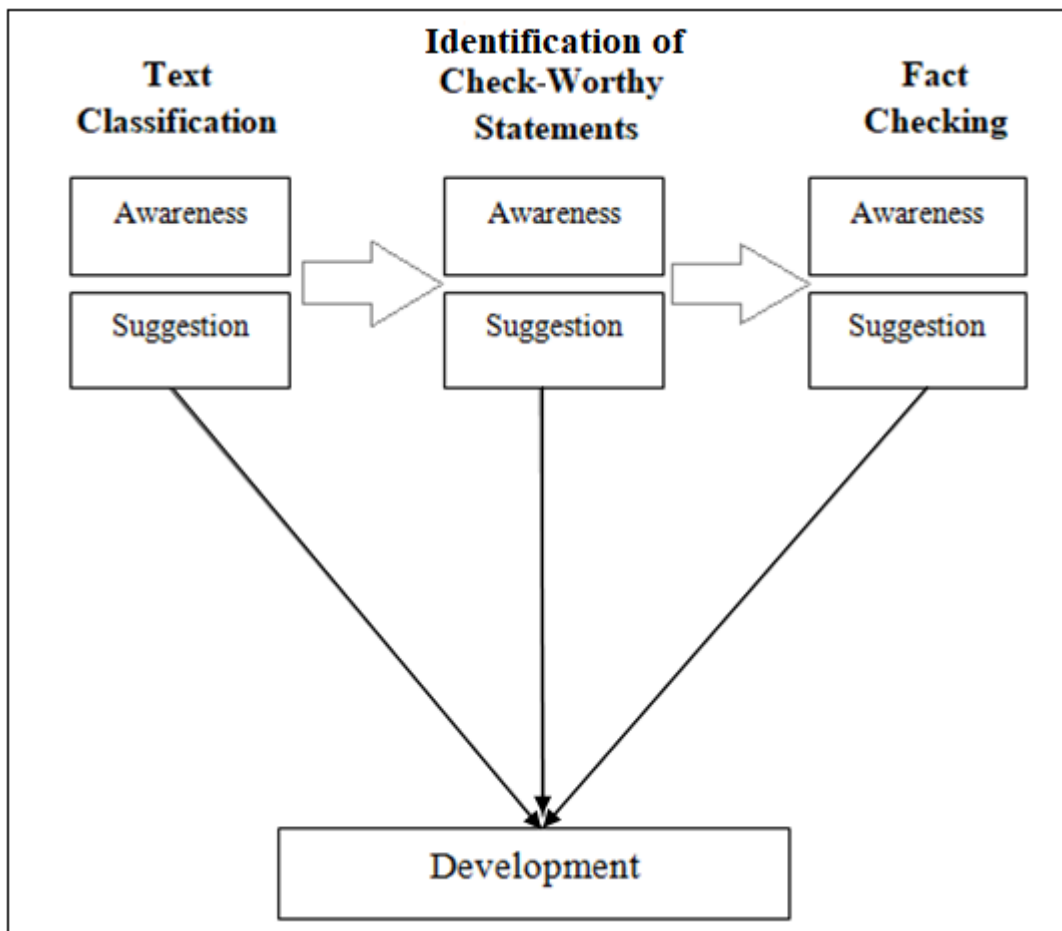 Text
Classification
Identification of
Check-Worthy
Statements
Fact
Checking
Awareness
Suggestion
Awareness
Suggestion
Awareness
Suggestion
Development